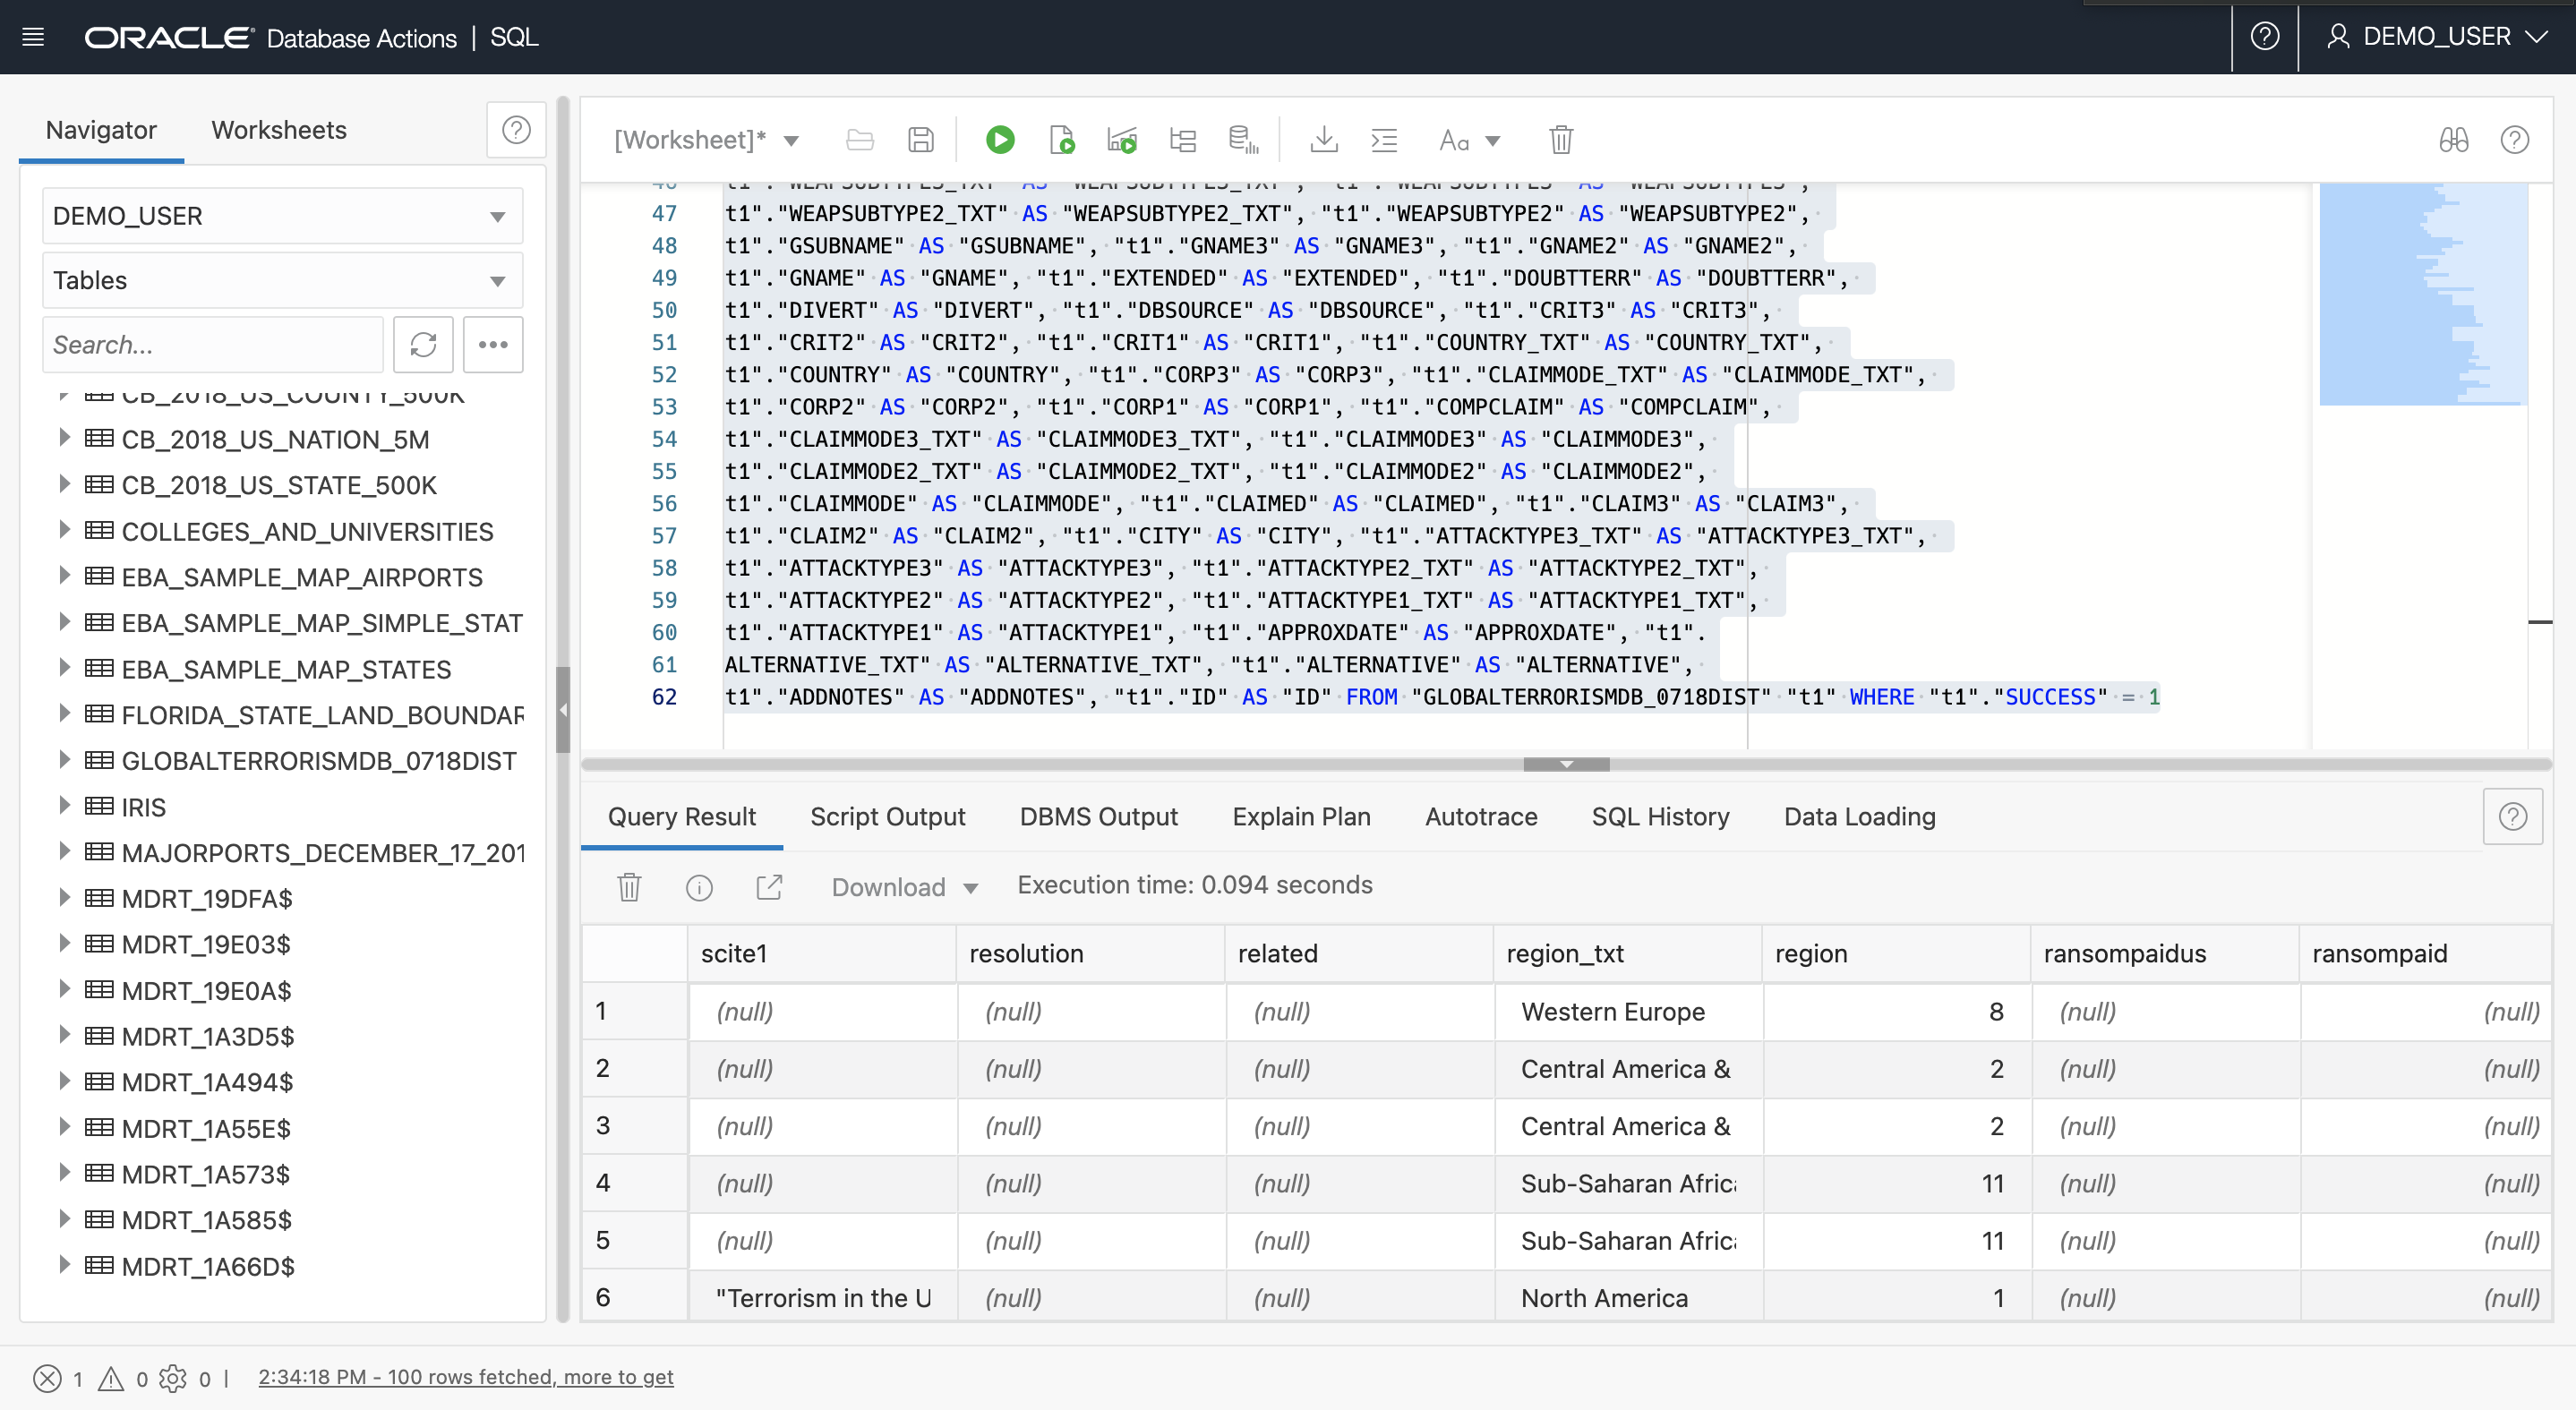 ORACLE Database Actions | SQL
DEMO_USER
Navigator
Worksheets
DEMO_USER
Tables
Search...
CB_2018_US_COUNTY_500K
CB_2018_US_NATION_5M
CB_2018_US_STATE_500K
COLLEGES_AND_UNIVERSITIES
EBA_SAMPLE_MAP_AIRPORTS
EBA_SAMPLE_MAP_SIMPLE_STAT
EBA_SAMPLE_MAP_STATES
FLORIDA_STATE_LAND_BOUNDAR
GLOBALTERRORISMDB_0718DIST
IRIS
MAJORPORTS_DECEMBER_17_201
MDRT_19DFA$
MDRT_19E03$
MDRT_19E0A$
MDRT_1A3D5$
MDRT_1A494$
MDRT_1A55E$
MDRT_1A573$
MDRT_1A585$
MDRT_1A66D$
[Worksheet]*
Aa
46 t1"."WEAPSUBTYPE3_TXT" AS "WEAPSUBTYPE3_TXT", "t1"."WEAPSUBTYPE3" AS "WEAPSUBTYPE3",
47 t1"."WEAPSUBTYPE2_TXT" AS "WEAPSUBTYPE2_TXT", "t1"."WEAPSUBTYPE2" AS "WEAPSUBTYPE2",
48 t1"."GSUBNAME" AS "GSUBNAME", "t1"."GNAME3" AS "GNAME3", "t1"."GNAME2" AS "GNAME2",
49 t1"."GNAME" AS "GNAME", "t1"."EXTENDED" AS "EXTENDED", "t1"."DOUBTTERR" AS "DOUBTTERR",
50 t1"."DIVERT" AS "DIVERT", "t1"."DBSOURCE" AS "DBSOURCE", "t1"."CRIT3" AS "CRIT3",
51 t1"."CRIT2" AS "CRIT2", "t1"."CRIT1" AS "CRIT1", "t1"."COUNTRY_TXT" AS "COUNTRY_TXT",
52 t1"."COUNTRY" AS "COUNTRY", "t1"."CORP3" AS "CORP3", "t1"."CLAIMMODE_TXT" AS "CLAIMMODE_TXT",
53 t1"."CORP2" AS "CORP2", "t1"."CORP1" AS "CORP1", "t1"."COMPCLAIM" AS "COMPCLAIM",
54 t1"."CLAIMMODE3_TXT" AS "CLAIMMODE3_TXT", "t1"."CLAIMMODE3" AS "CLAIMMODE3",
55 t1"."CLAIMMODE2_TXT" AS "CLAIMMODE2_TXT", "t1"."CLAIMMODE2" AS "CLAIMMODE2",
56 t1"."CLAIMMODE" AS "CLAIMMODE", "t1"."CLAIMED" AS "CLAIMED", "t1"."CLAIM3" AS "CLAIM3",
57 t1"."CLAIM2" AS "CLAIM2", "t1"."CITY" AS "CITY", "t1"."ATTACKTYPE3_TXT" AS "ATTACKTYPE3_TXT",
58 t1"."ATTACKTYPE3" AS "ATTACKTYPE3", "t1"."ATTACKTYPE2_TXT" AS "ATTACKTYPE2_TXT",
59 t1"."ATTACKTYPE2" AS "ATTACKTYPE2", "t1"."ATTACKTYPE1_TXT" AS "ATTACKTYPE1_TXT",
60 t1"."ATTACKTYPE1" AS "ATTACKTYPE1", "t1"."APPROXDATE" AS "APPROXDATE", "t1".
61 ALTERNATIVE_TXT" AS "ALTERNATIVE_TXT", "t1"."ALTERNATIVE" AS "ALTERNATIVE",
62 t1"."ADDNOTES" AS "ADDNOTES", "t1"."ID" AS "ID" FROM "GLOBALTERRORISMDB_0718DIST" "t1" WHERE "t1"."SUCCESS" = 1
Query Result Script Output DBMS Output Explain Plan Autotrace SQL History Data Loading
Download Execution time: 0.094 seconds
scite1 resolution related region_txt region ransompaidus ransompaid
1 (null) (null) (null) Western Europe 8 (null) (null)
2 (null) (null) (null) Central America & 2 (null) (null)
3 (null) (null) (null) Central America & 2 (null) (null)
4 (null) (null) (null) Sub-Saharan Africa 11 (null) (null)
5 (null) (null) (null) Sub-Saharan Africa 11 (null) (null)
6 "Terrorism in the U (null) (null) North America 1 (null) (null)
1 0 0 | 2:34:18 PM - 100 rows fetched, more to get